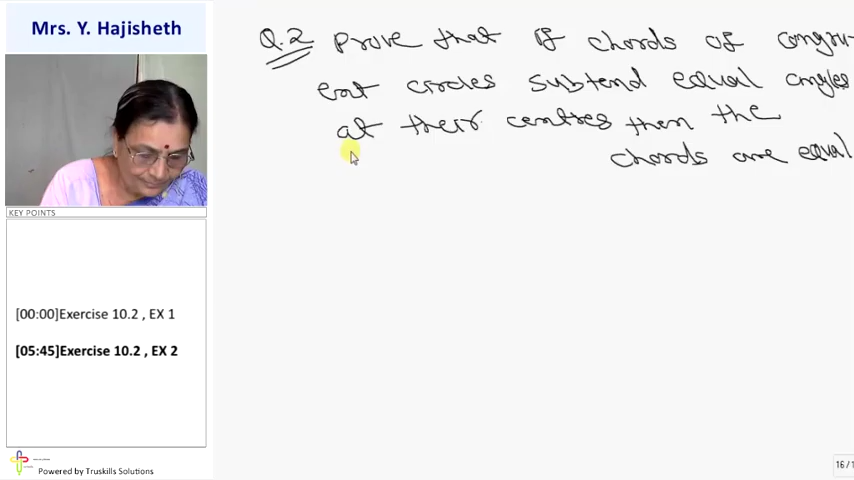 Mrs. Y. Hajisheth
KEY POINTS
[00:00]Exercise 10.2 , EX 1
[05:45]Exercise 10.2 , EX 2
Powered by Truskills Solutions
Q.2 Prove that If chords of congru-
ent circles subtend equal angles
at their centres then the
chords are equal
16/1